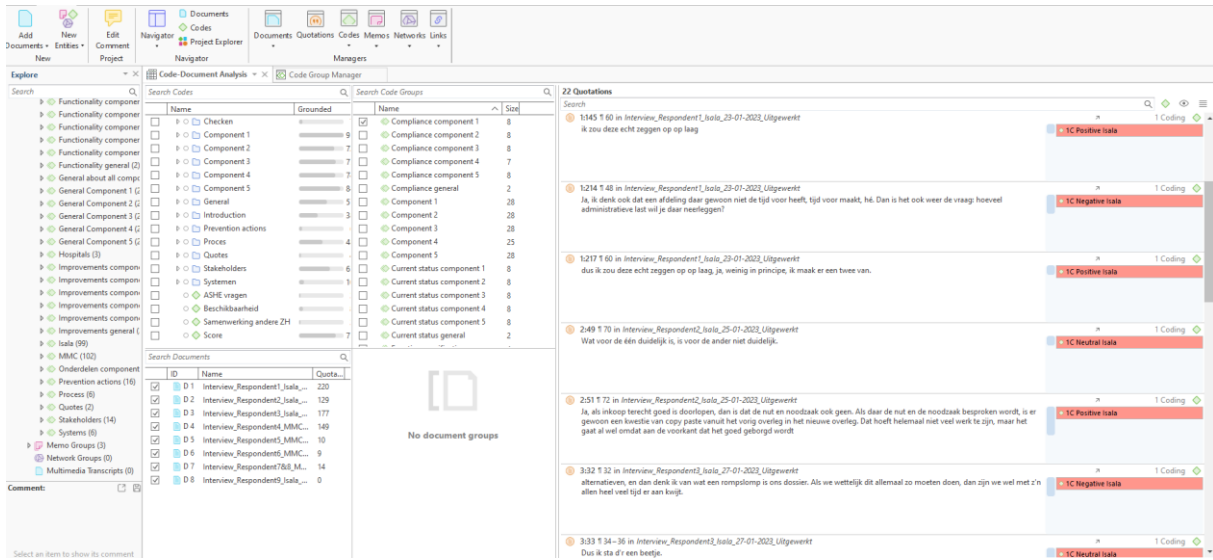 Add Documents
New Entities
Edit Comment
Navigator
Documents
Codes
Project Explorer
Documents Quotations Codes Memos Networks Links
New
Project
Navigator
Managers
Explore
Code-Document Analysis
Code Group Manager
Search
Functionality componer
Functionality componer
Functionality componer
Functionality componer
Functionality componer
Functionality general (2)
General about all compo
General Component 1 (2
General Component 2 (2
General Component 3 (2
General Component 4 (2
General Component 5 (2
Hospitals (3)
Improvements compon
Improvements compon
Improvements compon
Improvements compon
Improvements compon
Improvements general (
Isala (99)
MMC (102)
Onderdelen component
Prevention actions (16)
Process (6)
Quotes (2)
Stakeholders (14)
Systems (6)
Memo Groups (3)
Network Groups (0)
Multimedia Transcripts (0)
Comment:
Select an item to show its comment
Search Codes
Name Grounded
Checken
Component 1 9
Component 2 7
Component 3 7
Component 4 7
Component 5 8
General 5
Introduction 3
Prevention actions
Proces 4
Quotes
Stakeholders 6
Systemen 1
ASHE vragen
Beschikbaarheid
Samenwerking andere ZH
Score 7
Search Code Groups
Name Size
Compliance component 1 8
Compliance component 2 8
Compliance component 3 8
Compliance component 4 7
Compliance component 5 8
Compliance general 2
Component 1 28
Component 2 28
Component 3 28
Component 4 25
Component 5 28
Current status component 1 8
Current status component 2 8
Current status component 3 8
Current status component 4 8
Current status component 5 8
Current status general 2
Search Documents
ID Name Quota...
D 1 Interview_Respondent1_Isala_... 220
D 2 Interview_Respondent2_Isala_... 129
D 3 Interview_Respondent3_Isala_... 177
D 4 Interview_Respondent4_MMC... 149
D 5 Interview_Respondent5_MMC... 10
D 6 Interview_Respondent6_MMC... 9
D 7 Interview_Respondent7&8_M... 14
D 8 Interview_Respondent9_Isala_... 0
No document groups
22 Quotations
Search
1:145 ¶ 60 in Interview_Respondent1_Isala_23-01-2023_Uitgewerkt
ik zou deze echt zeggen op op laag
1 Coding
1C Positive Isala
1:214 ¶ 48 in Interview_Respondent1_Isala_23-01-2023_Uitgewerkt
Ja, ik denk ook dat een afdeling daar gewoon niet de tijd voor heeft, tijd voor maakt, hé. Dan is het ook weer de vraag: hoeveel
administratieve last wil je daar neerleggen?
1 Coding
1C Negative Isala
1:217 ¶ 60 in Interview_Respondent1_Isala_23-01-2023_Uitgewerkt
dus ik zou deze echt zeggen op op laag, ja, weinig in principe, ik maak er een twee van.
1 Coding
1C Positive Isala
2:49 ¶ 70 in Interview_Respondent2_Isala_25-01-2023_Uitgewerkt
Wat voor de één duidelijk is, is voor de ander niet duidelijk.
1 Coding
1C Neutral Isala
2:51 ¶ 72 in Interview_Respondent2_Isala_25-01-2023_Uitgewerkt
Ja, als inkoop terecht goed is doorlopen, dan is dat de nut en noodzaak ook geen. Als daar de nut en de noodzaak besproken wordt, is er
gewoon een kwestie van copy paste vanuit het vorig overleg in het nieuwe overleg. Dat hoeft helemaal niet veel werk te zijn, maar het
gaat al wel omdat aan de voorkant dat het goed geborgd wordt
1 Coding
1C Positive Isala
3:32 ¶ 32 in Interview_Respondent3_Isala_27-01-2023_Uitgewerkt
alternatieven, en dan denk ik van wat een rompslomp is ons dossier. Als we wettelijk dit allemaal zo moeten doen, dan zijn we wel met z'n
allen heel veel tijd er aan kwijt.
1 Coding
1C Negative Isala
3:33 ¶ 34 – 36 in Interview_Respondent3_Isala_27-01-2023_Uitgewerkt
Dus ik sta d'r een beetje.
1 Coding
1C Neutral Isala